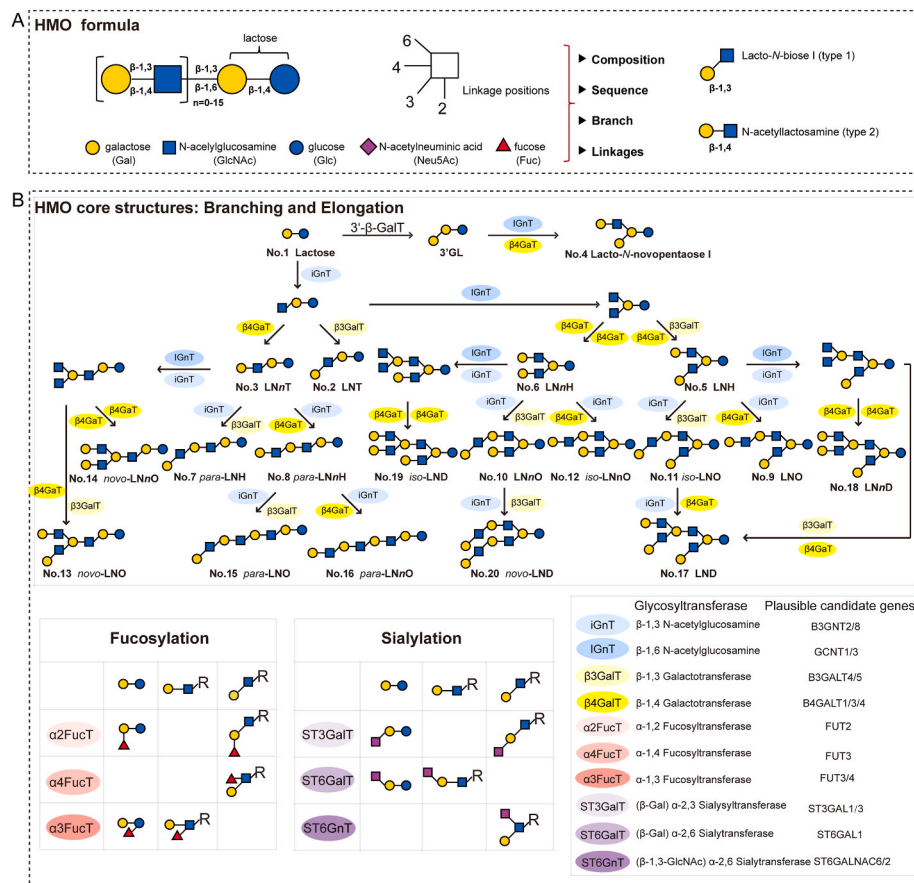 A
HMO formula
lactose
β-1,3
β-1,4
β-1,3
β-1,6
n=0-15
β-1,4
6
4
3
2
Linkage positions
Composition
Sequence
Branch
Linkages
Lacto-N-biose I (type 1)
β-1,3
N-acetyllactosamine (type 2)
β-1,4
galactose
(Gal)
N-acetylglucosamine
(GlcNAc)
glucose
(Glc)
N-acetylneuminic acid
(Neu5Ac)
fucose
(Fuc)
B
HMO core structures: Branching and Elongation
No.1 Lactose
3'-β-GalT
3'GL
IGnT
β4GaT
No.4 Lacto-N-novopentaose I
iGnT
IGnT
β4GaT
β3GalT
β4GaT
β4GaT
β4GaT
β3GalT
IGnT
iGnT
No.3 LNnT
No.2 LNT
IGnT
iGnT
No.6 LNnH
No.5 LNH
IGnT
iGnT
β4GaT
β4GaT
iGnT
β3GalT
iGnT
β4GaT
β4GaT
β4GaT
iGnT
β3GalT
iGnT
β4GaT
iGnT
β3GalT
iGnT
β4GaT
β4GaT
β4GaT
No.14 novo-LNnO
No.7 para-LNH
No.8 para-LNnH
No.19 iso-LND
No.10 LNnO
No.12 iso-LNnO
No.11 iso-LNO
No.9 LNO
No.18 LNnD
β4GaT
β3GalT
iGnT
β3GalT
iGnT
β4GaT
iGnT
β3GalT
iGnT
β4GaT
β3GalT
β4GaT
No.13 novo-LNO
No.15 para-LNO
No.16 para-LNnO
No.20 novo-LND
No.17 LND
Fucosylation
R
R
α2FucT
R
α4FucT
R
α3FucT
R
Sialylation
R
R
ST3GalT
R
ST6GalT
R
ST6GnT
R
Glycosyltransferase Plausible candidate genes
iGnT β-1,3 N-acetylglucosamine B3GNT2/8
IGnT β-1,6 N-acetylglucosamine GCNT1/3
β3GalT β-1,3 Galactotransferase B3GALT4/5
β4GalT β-1,4 Galactotransferase B4GALT1/3/4
α2FucT α-1,2 Fucosyltransferase FUT2
α4FucT α-1,4 Fucosyltransferase FUT3
α3FucT α-1,3 Fucosyltransferase FUT3/4
ST3GalT (β-Gal) α-2,3 Sialysyltransferase ST3GAL1/3
ST6GalT (β-Gal) α-2,6 Sialytransferase ST6GAL1
ST6GnT (β-1,3-GlcNAc) α-2,6 Sialytransferase ST6GALNAC6/2